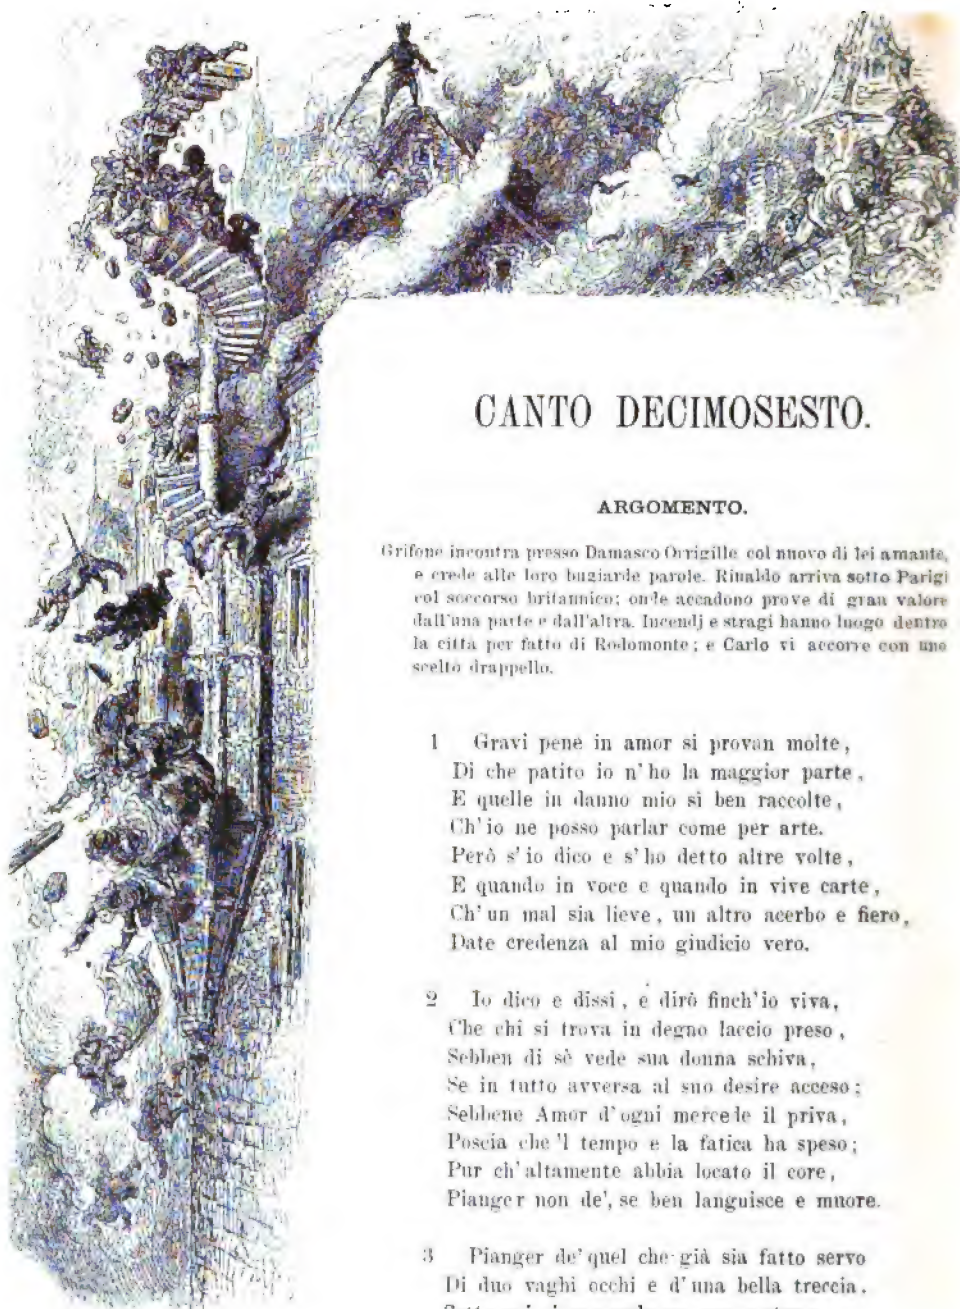 CANTO DECIMOSESTO.
ARGOMENTO.
Grifone incontra presso Damasco Orrigille col nuovo di lei amante,
e crede alle loro bugiarde parole. Rinaldo arriva sotto Parigi
col soccorso britannico; onde accadono prove di gran valore
dall'una parte e dall'altra. Incendj e stragi hanno luogo dentro
la città per fatto di Rodomonte; e Carlo vi accorre con uno
scelto drappello.
1 Gravi pene in amor si provan molte,
Di che patito io n'ho la maggior parte,
E quelle in danno mio si ben raccolte,
Ch'io ne posso parlar come per arte.
Però s'io dico e s'ho detto altre volte,
E quando in voce e quando in vive carte,
Ch'un mal sia lieve, un altro acerbo e fiero,
Date credenza al mio giudicio vero.
2 Io dico e dissi, e dirò finch'io viva,
Che chi si trova in degno laccio preso,
Sebben di sè vede sua donna schiva,
Se in tutto avversa al suo desire acceso;
Sebbene Amor d'ogni mercede il priva,
Poscia che 'l tempo e la fatica ha speso;
Pur ch'altamente abbia locato il core,
Pianger non de', se ben languisce e muore.
3 Pianger de' quel che già sia fatto servo
Di duo vaghi occhi e d'una bella treccia,